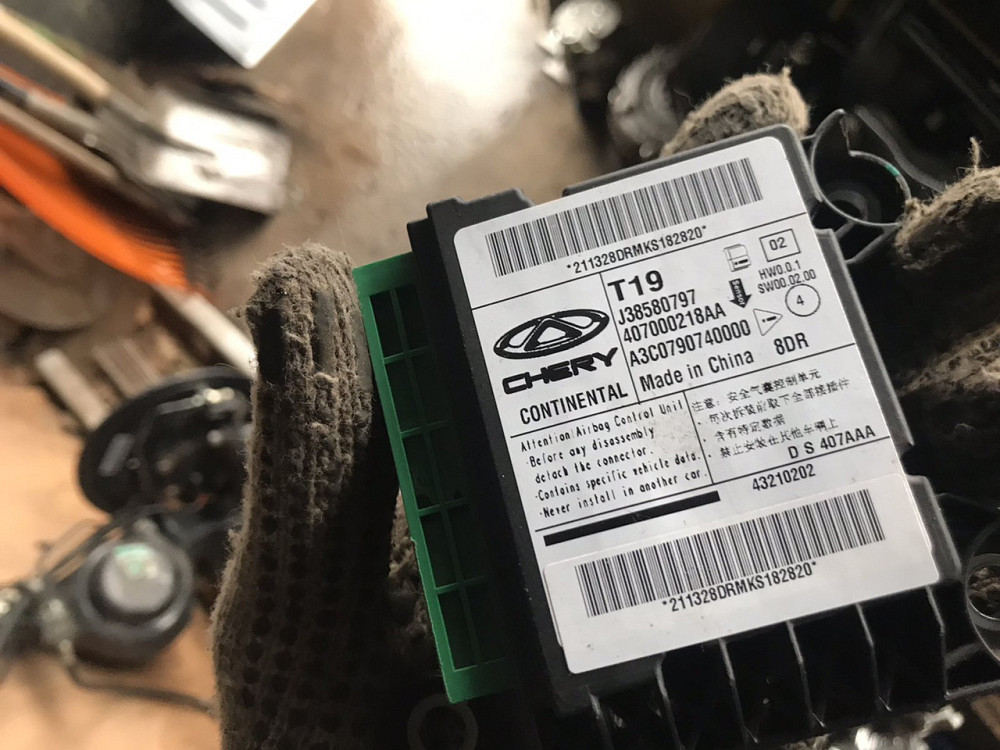 *211328DRMKS182820*
T19
J38580797
407000218AA
A3C0790740000
Made in China 8DR
02
HW0.0.1
SW00.02.00
4
CHERY
CONTINENTAL
Attention:Airbag Control Unit
·Before any disassembly
detach the connector.
·Contains specific vehicle data.
·Never install in another car.
注意：安全气囊控制单元
·每次拆装前取下全部接插件
·含有特定数据
·禁止安装在其他车辆上
D S 407AAA
43210202
*211328DRMKS182820*